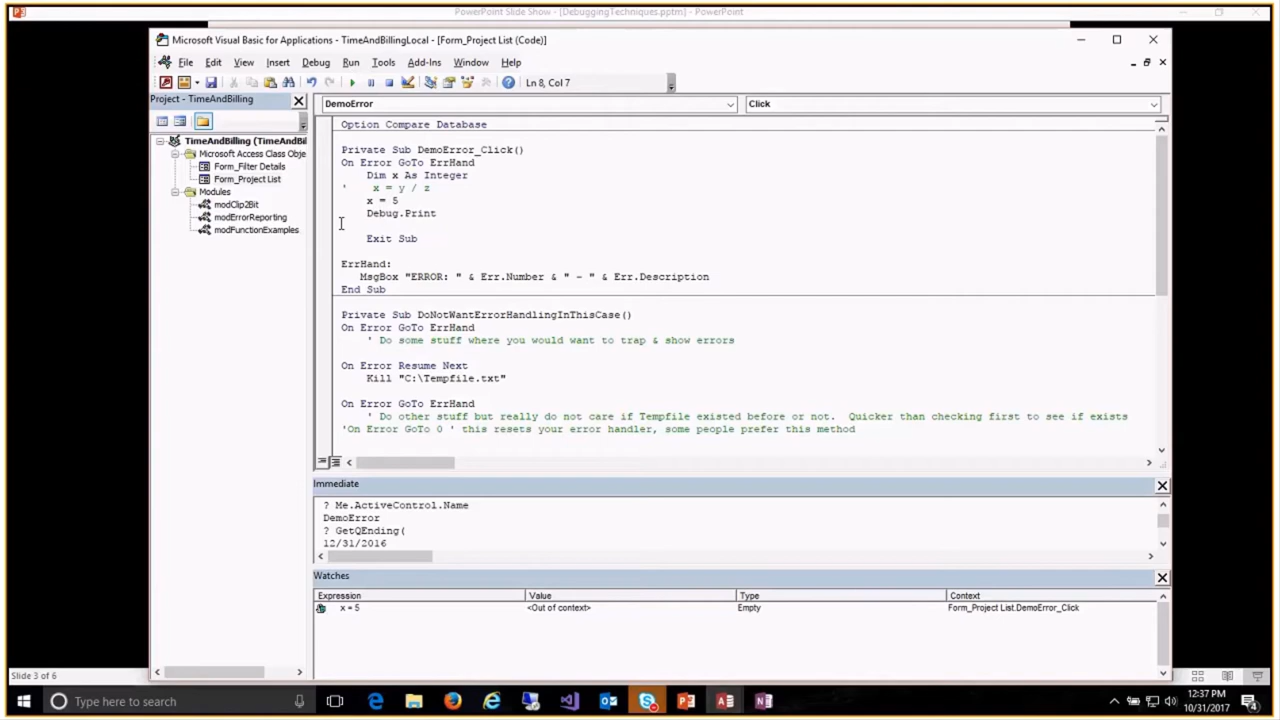 PowerPoint Slide Show - [DebuggingTechniques.pptm] - PowerPoint
Microsoft Visual Basic for Applications - TimeAndBillingLocal - [Form_Project List (Code)]
File Edit View Insert Debug Run Tools Add-Ins Window Help
Ln 8, Col 7
Project - TimeAndBilling
DemoError
Click
TimeAndBilling (TimeAndBil
Microsoft Access Class Obje
Form_Filter Details
Form_Project List
Modules
modClip2Bit
modErrorReporting
modFunctionExamples
Option Compare Database
Private Sub DemoError_Click()
On Error GoTo ErrHand
Dim x As Integer
' x = y / z
x = 5
Debug.Print
Exit Sub
ErrHand:
MsgBox "ERROR: " & Err.Number & " - " & Err.Description
End Sub
Private Sub DoNotWantErrorHandlingInThisCase()
On Error GoTo ErrHand
' Do some stuff where you would want to trap & show errors
On Error Resume Next
Kill "C:\Tempfile.txt"
On Error GoTo ErrHand
' Do other stuff but really do not care if Tempfile existed before or not. Quicker than checking first to see if exists
'On Error GoTo 0 ' this resets your error handler, some people prefer this method
Immediate
? Me.ActiveControl.Name
DemoError
? GetQEnding(
12/31/2016
Watches
Expression Value Type Context
x = 5 <Out of context> Empty Form_Project List.DemoError_Click
Slide 3 of 6
Type here to search
12:37 PM
10/31/2017
4